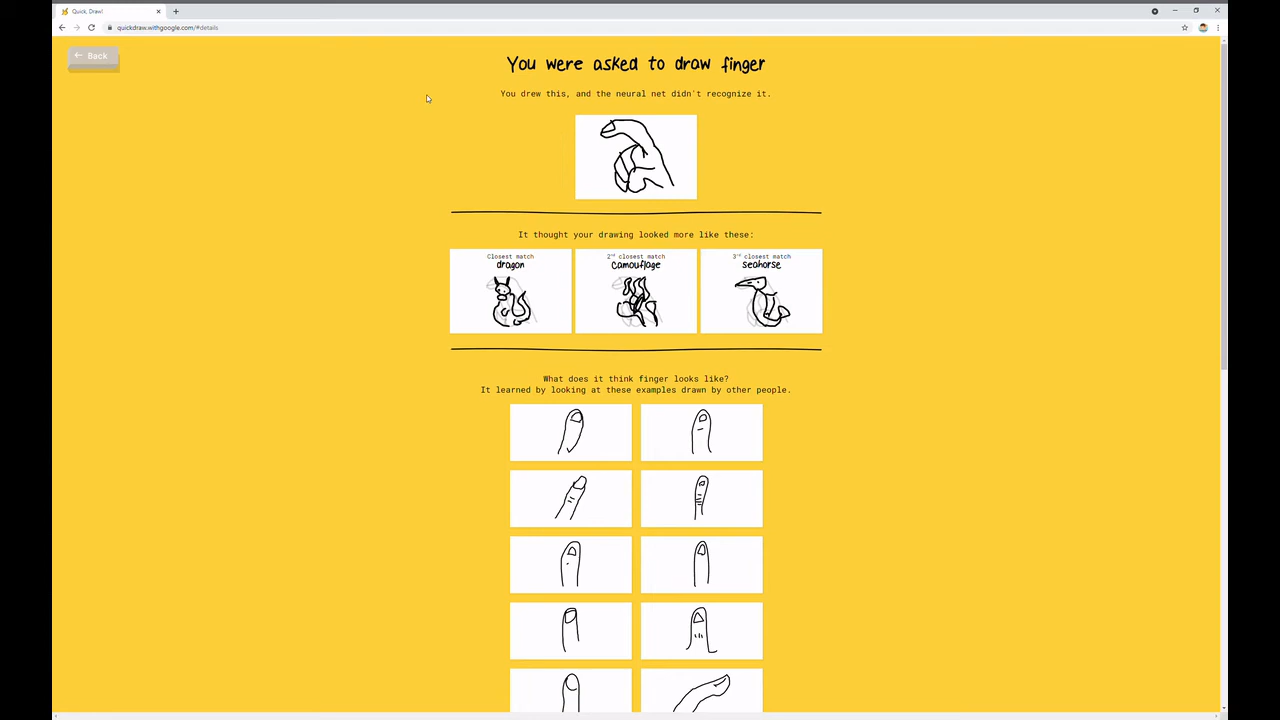 Quick, Draw!
quickdraw.withgoogle.com/#details
← Back
You were asked to draw finger
You drew this, and the neural net didn't recognize it.
It thought your drawing looked more like these:
Closest match
dragon
2nd closest match
camouflage
3rd closest match
seahorse
What does it think finger looks like?
It learned by looking at these examples drawn by other people.